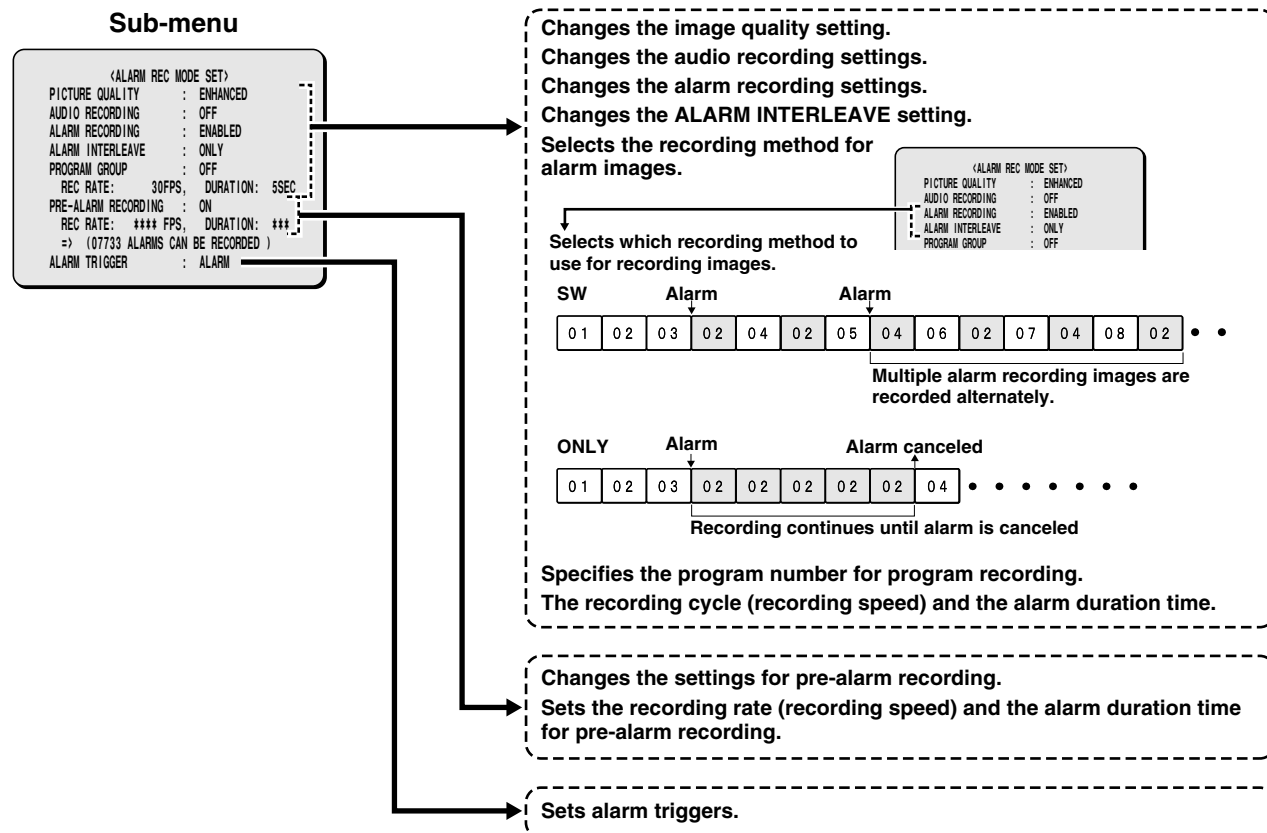 Sub-menu
<ALARM REC MODE SET>
PICTURE QUALITY : ENHANCED
AUDIO RECORDING : OFF
ALARM RECORDING : ENABLED
ALARM INTERLEAVE : ONLY
PROGRAM GROUP : OFF
REC RATE: 30FPS, DURATION: 5SEC
PRE-ALARM RECORDING : ON
REC RATE: **** FPS, DURATION: ***
=> (07733 ALARMS CAN BE RECORDED )
ALARM TRIGGER : ALARM
Changes the image quality setting.
Changes the audio recording settings.
Changes the alarm recording settings.
Changes the ALARM INTERLEAVE setting.
Selects the recording method for
alarm images.
<ALARM REC MODE SET>
PICTURE QUALITY : ENHANCED
AUDIO RECORDING : OFF
ALARM RECORDING : ENABLED
ALARM INTERLEAVE : ONLY
PROGRAM GROUP : OFF
Selects which recording method to
use for recording images.
SW Alarm Alarm
01 02 03 02 04 02 05 04 06 02 07 04 08 02 • •
Multiple alarm recording images are
recorded alternately.
ONLY Alarm Alarm canceled
01 02 03 02 02 02 02 02 04 • • • • • • •
Recording continues until alarm is canceled
Specifies the program number for program recording.
The recording cycle (recording speed) and the alarm duration time.
Changes the settings for pre-alarm recording.
Sets the recording rate (recording speed) and the alarm duration time
for pre-alarm recording.
Sets alarm triggers.